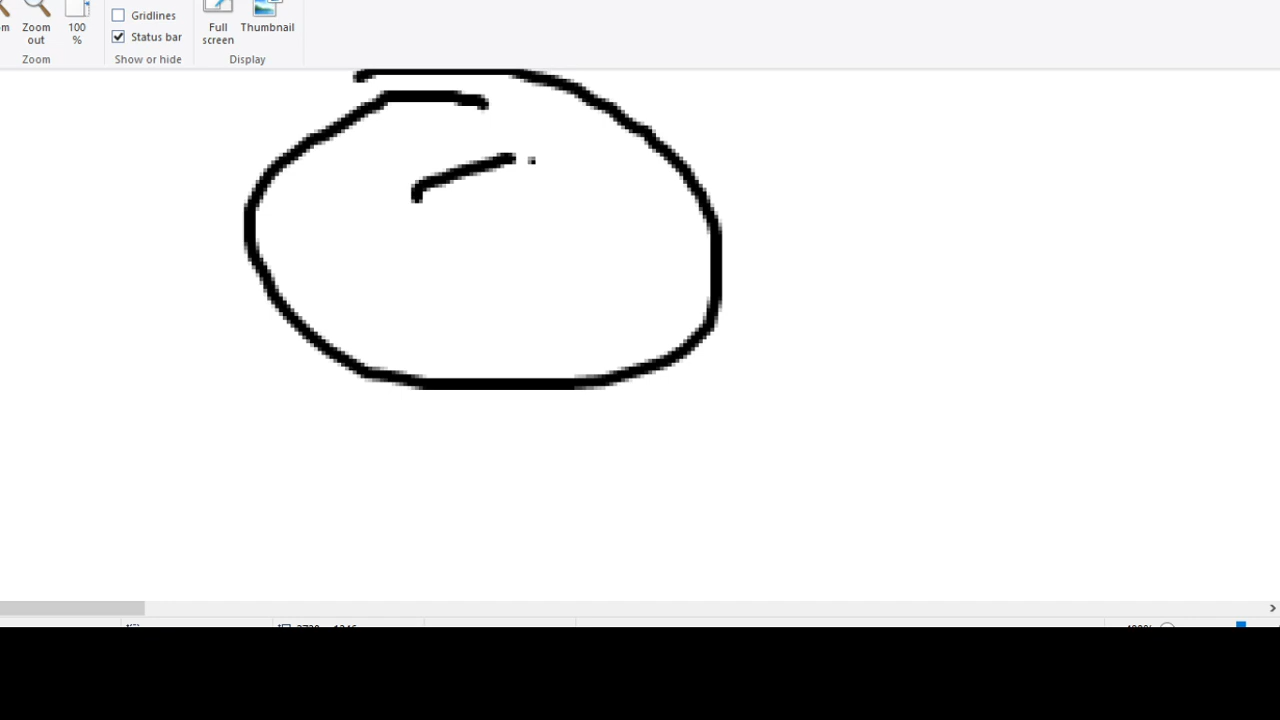 m Zoom out 100 %
Gridlines
Status bar
Full screen Thumbnail
Zoom Show or hide Display